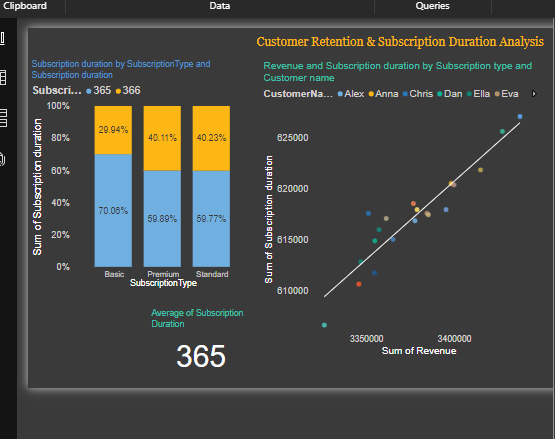 Clipboard
Data
Queries
Customer Retention & Subscription Duration Analysis
Subscription duration by SubscriptionType and
Subscription duration
Subscri... 365 366
100%
80%
60%
40%
20%
0%
Sum of Subscription duration
29.94%
40.11%
40.23%
70.06%
59.89%
59.77%
Basic
Premium
Standard
SubscriptionType
Average of Subscription
Duration
365
Revenue and Subscription duration by Subscription type and
Customer name
CustomerNa... Alex Anna Chris Dan Ella Eva
625000
620000
615000
610000
Sum of Subscription duration
3350000
3400000
Sum of Revenue